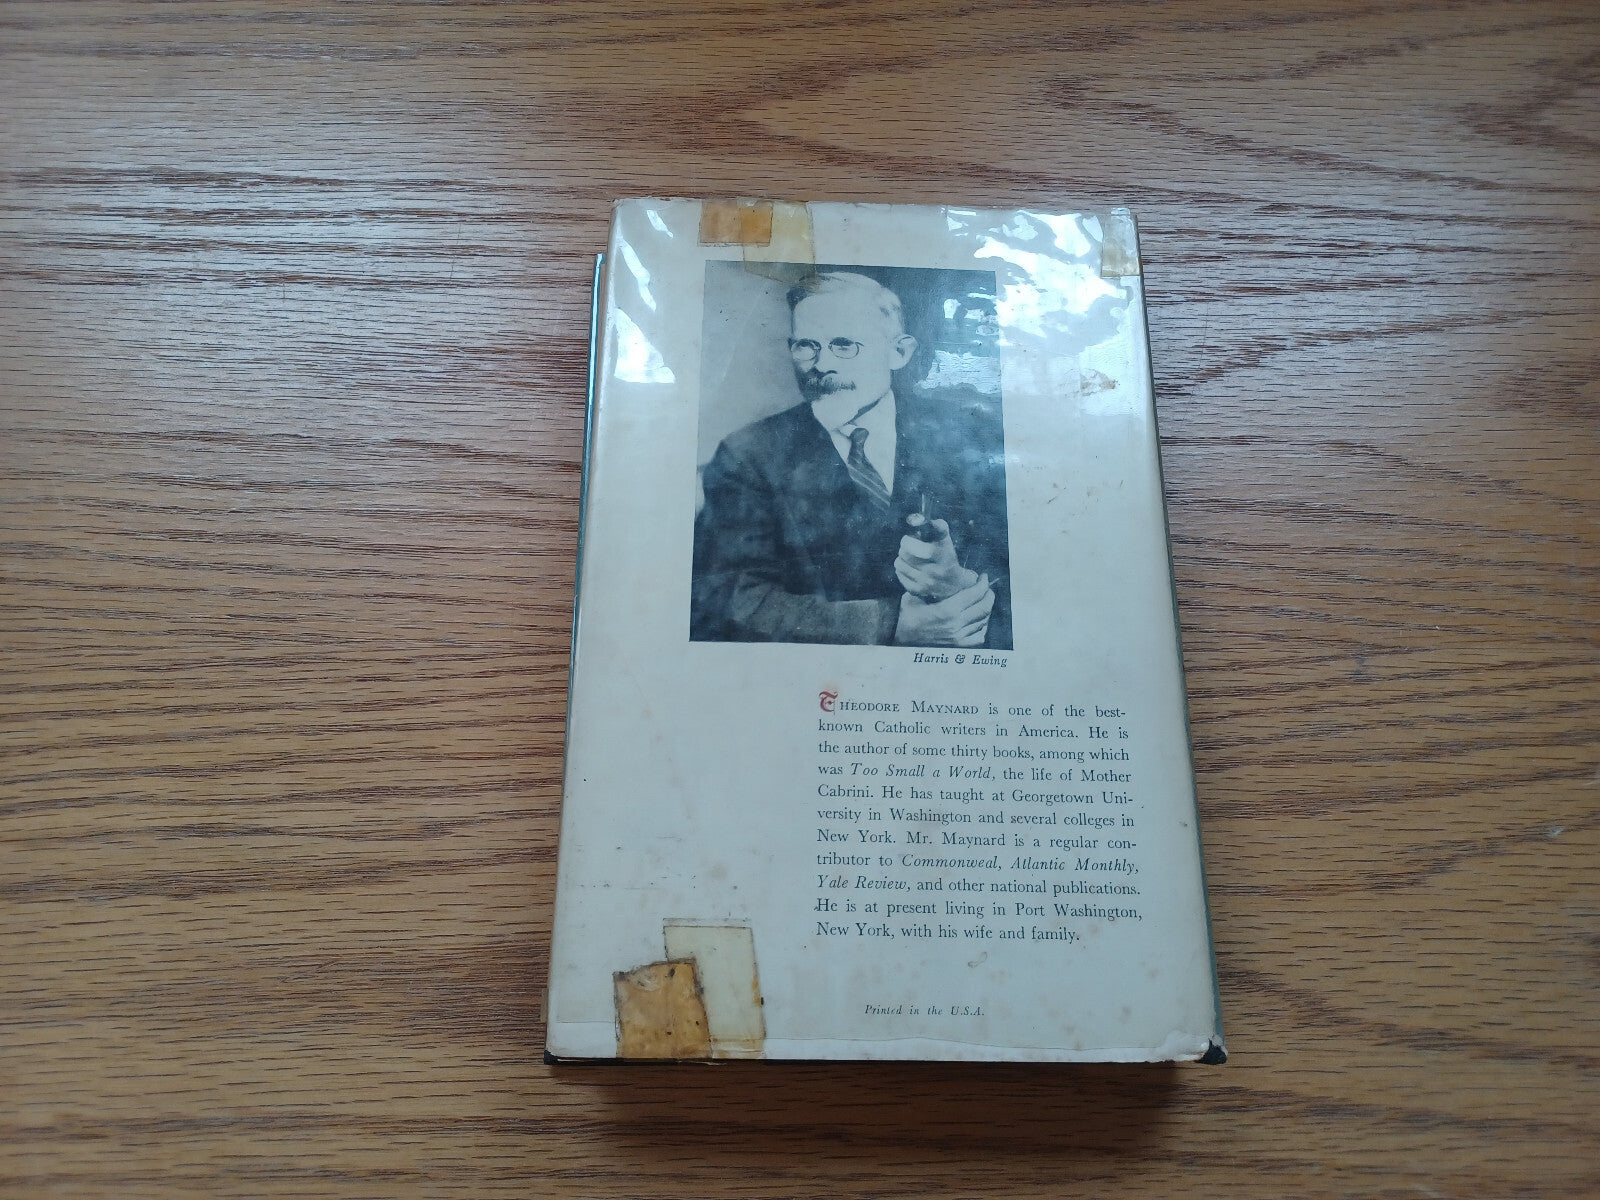 Harris & Ewing
THEODORE MAYNARD is one of the best-
known Catholic writers in America. He is
the author of some thirty books, among which
was Too Small a World, the life of Mother
Cabrini. He has taught at Georgetown Uni-
versity in Washington and several colleges in
New York. Mr. Maynard is a regular con-
tributor to Commonweal, Atlantic Monthly,
Yale Review, and other national publications.
He is at present living in Port Washington,
New York, with his wife and family.
Printed in the U.S.A.